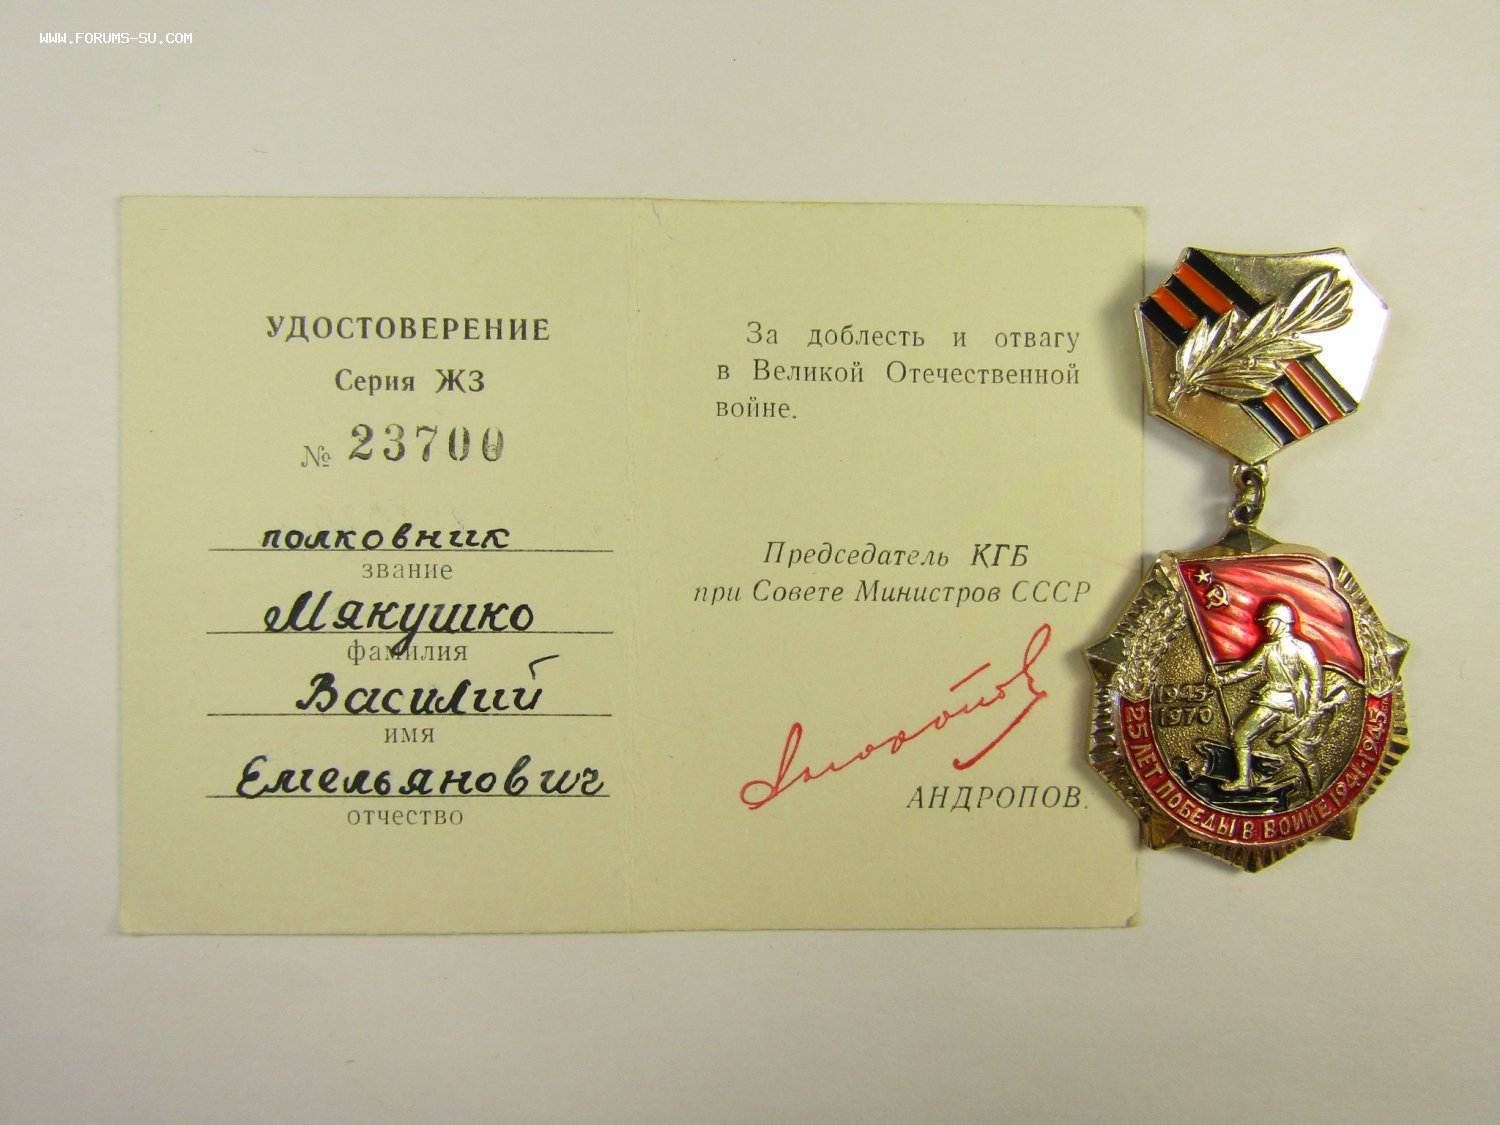 WWW.FORUMS-SU.COM
УДОСТОВЕРЕНИЕ
Серия ЖЗ
№ 23700
полковник
звание
Мякушко
фамилия
Василий
имя
Емельянович
отчество
За доблесть и отвагу
в Великой Отечественной
войне.
Председатель КГБ
при Совете Министров СССР
Андропов
АНДРОПОВ.
1945
1970
25 ЛЕТ ПОБЕДЫ В ВОЙНЕ 1941-1945